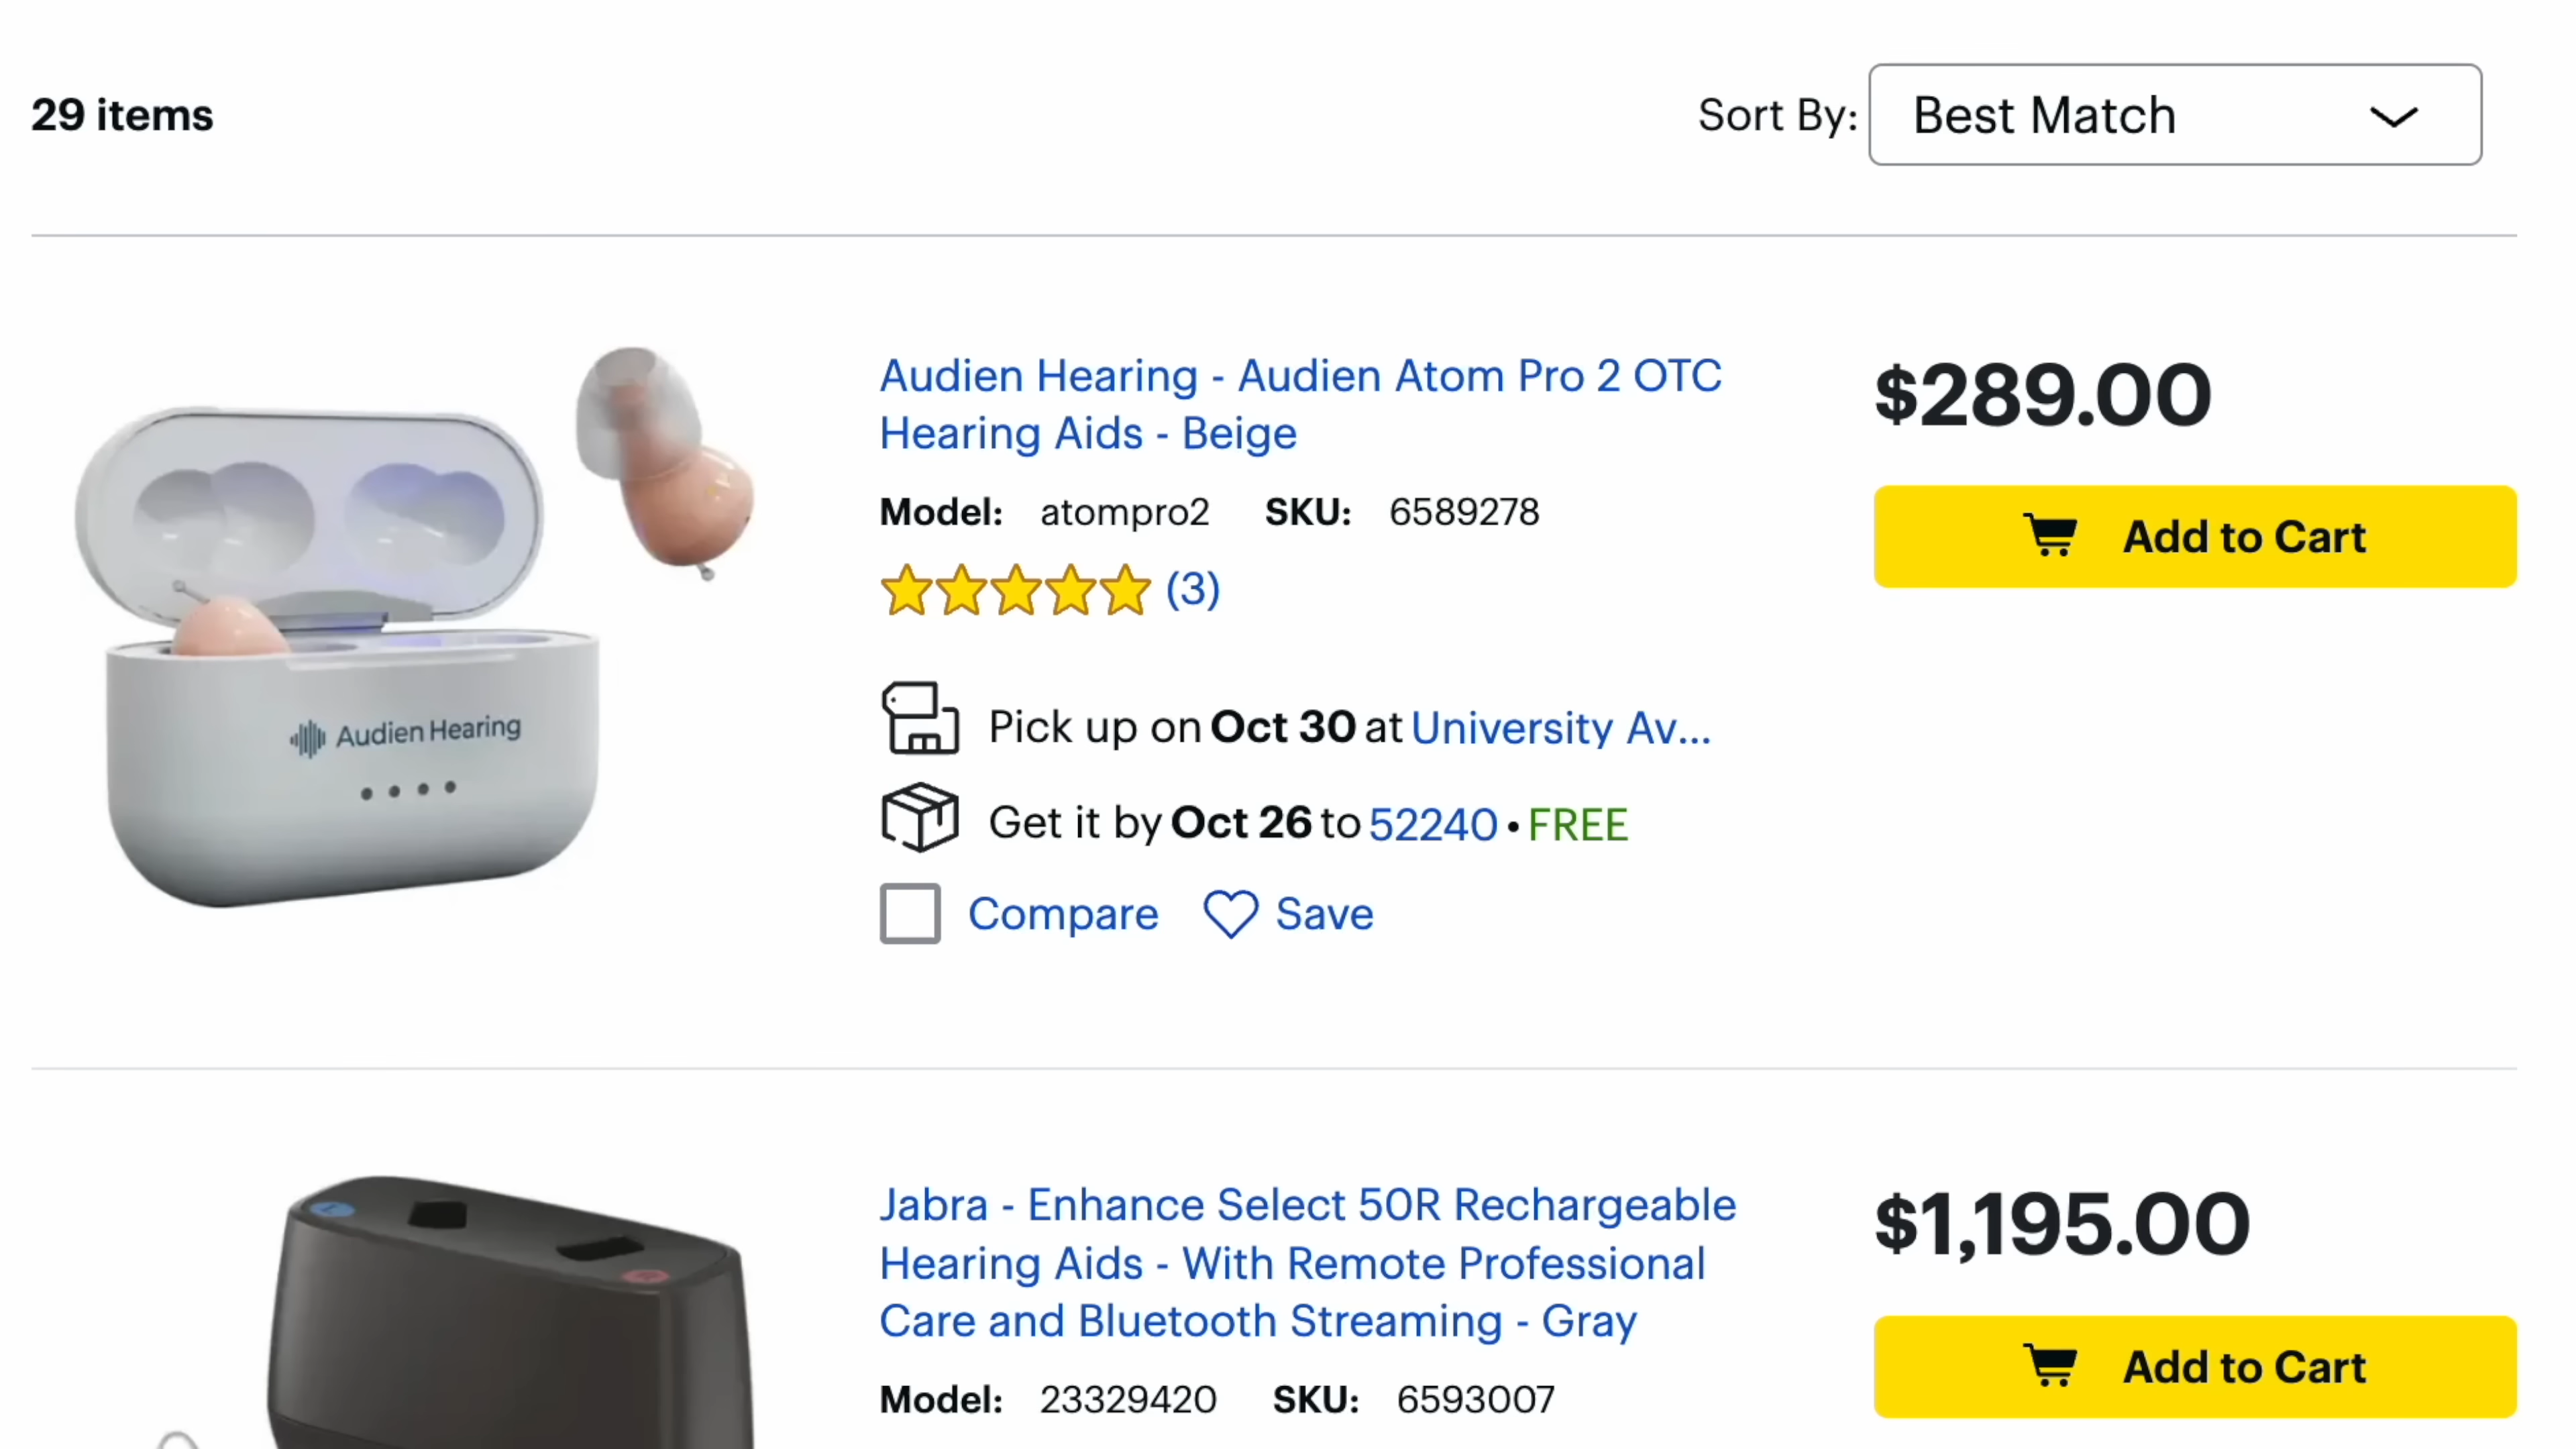 29 items
Sort By: Best Match
Audien Hearing - Audien Atom Pro 2 OTC
Hearing Aids - Beige
$289.00
Model: atompro2 SKU: 6589278
Add to Cart
(3)
Pick up on Oct 30 at University Av...
Get it by Oct 26 to 52240 • FREE
Compare Save
Audien Hearing
Jabra - Enhance Select 50R Rechargeable
Hearing Aids - With Remote Professional
Care and Bluetooth Streaming - Gray
$1,195.00
Model: 23329420 SKU: 6593007
Add to Cart